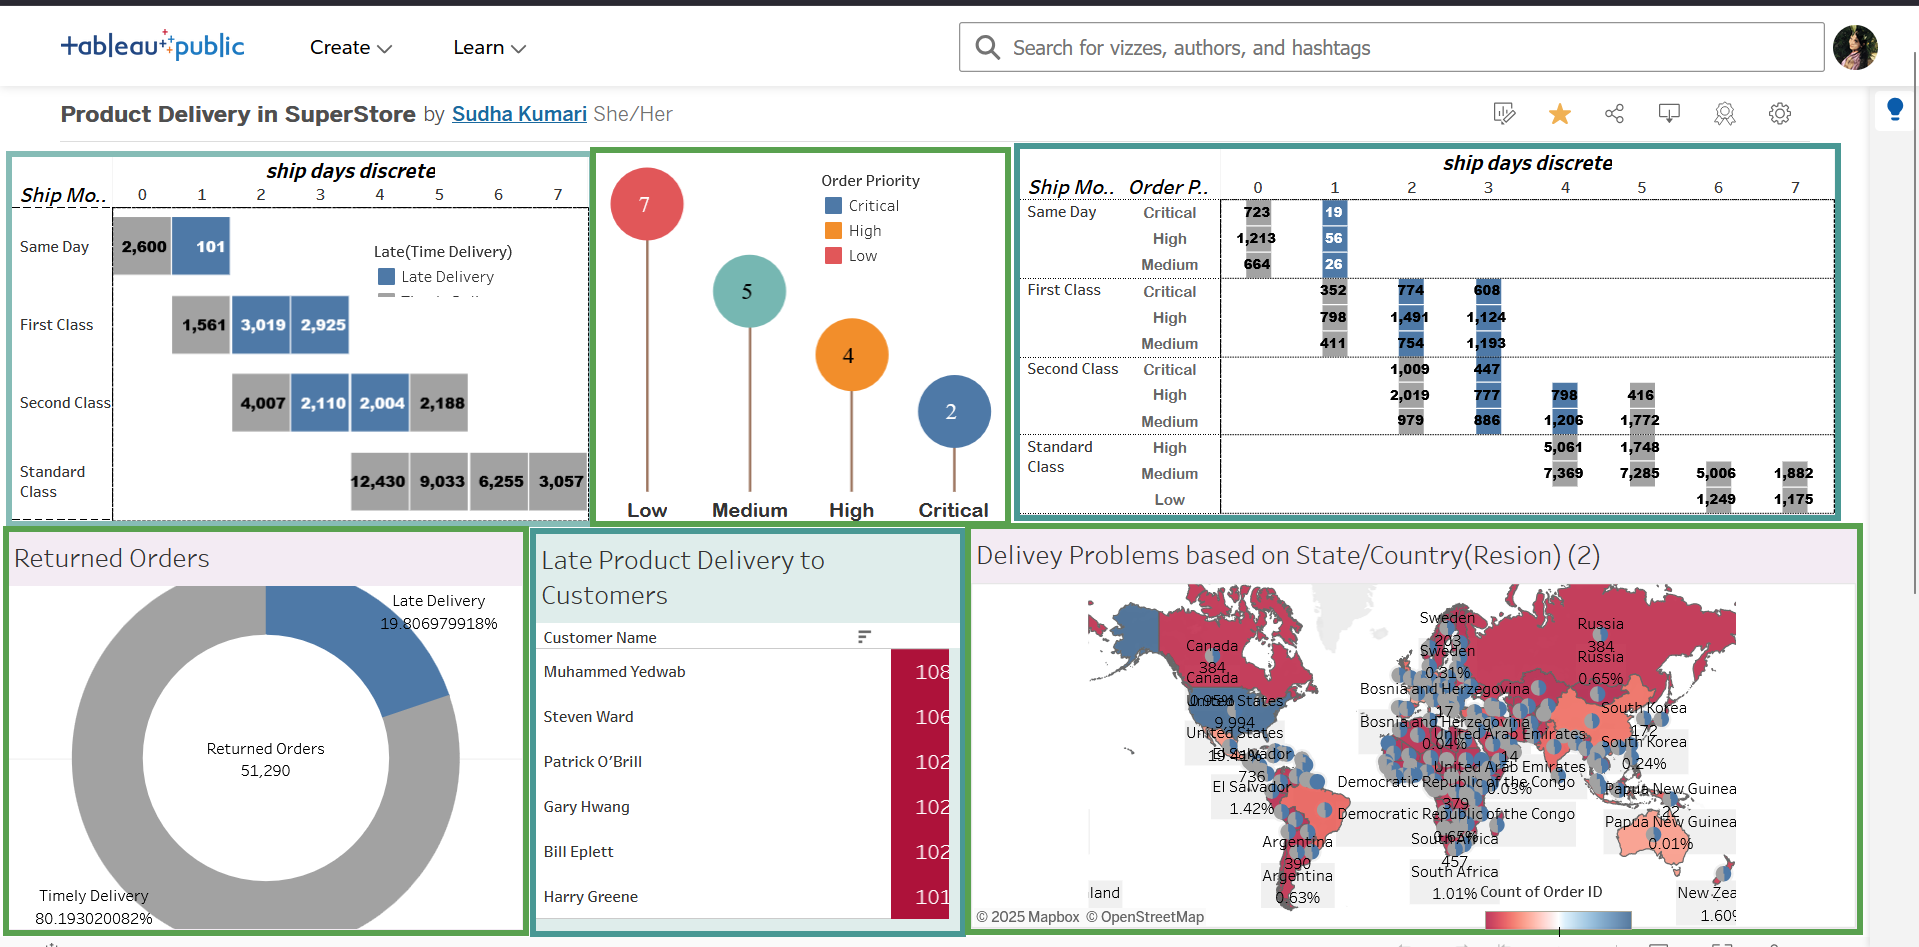 +tableau+public
Create
Learn
Search for vizzes, authors, and hashtags
Product Delivery in SuperStore by Sudha Kumari She/Her
ship days discrete
Ship Mo.. 0 1 2 3 4 5 6 7
Same Day 2,600 101
Late(Time Delivery)
Late Delivery
First Class 1,561 3,019 2,925
Second Class 4,007 2,110 2,004 2,188
Standard
Class
12,430 9,033 6,255 3,057
7
5
4
2
Order Priority
Critical
High
Low
Low Medium High Critical
ship days discrete
Ship Mo.. Order P.. 0 1 2 3 4 5 6 7
Same Day Critical 723 19
High 1,213 56
Medium 664 26
First Class Critical 352 774 608
High 798 1,491 1,124
Medium 411 754 1,193
Second Class Critical 1,009 447
High 2,019 777 798 416
Medium 979 886 1,206 1,772
Standard
Class
High 5,061 1,748
Medium 7,369 7,285 5,006 1,882
Low 1,249 1,175
Returned Orders
Late Delivery
19.806979918%
Returned Orders
51,290
Timely Delivery
80.193020082%
Late Product Delivery to
Customers
Customer Name
Muhammed Yedwab 108
Steven Ward 106
Patrick O'Brill 102
Gary Hwang 102
Bill Eplett 102
Harry Greene 101
Delivey Problems based on State/Country(Resion) (2)
Sweden
203
Sweden
0.31%
Russia
384
Russia
0.65%
Canada
384
Canada
0.95%
United States
9,994
United States
19.41%
Bosnia and Herzegovina
17
Bosnia and Herzegovina
0.04%
South Korea
172
South Korea
0.24%
United Arab Emirates
14
United Arab Emirates
0.03%
El Salvador
736
El Salvador
1.42%
Democratic Republic of the Congo
379
Democratic Republic of the Congo
0.65%
Papua New Guinea
22
Papua New Guinea
0.01%
Argentina
390
Argentina
0.63%
South Africa
457
South Africa
1.01%
land
New Zea
1.60%
Count of Order ID
© 2025 Mapbox © OpenStreetMap